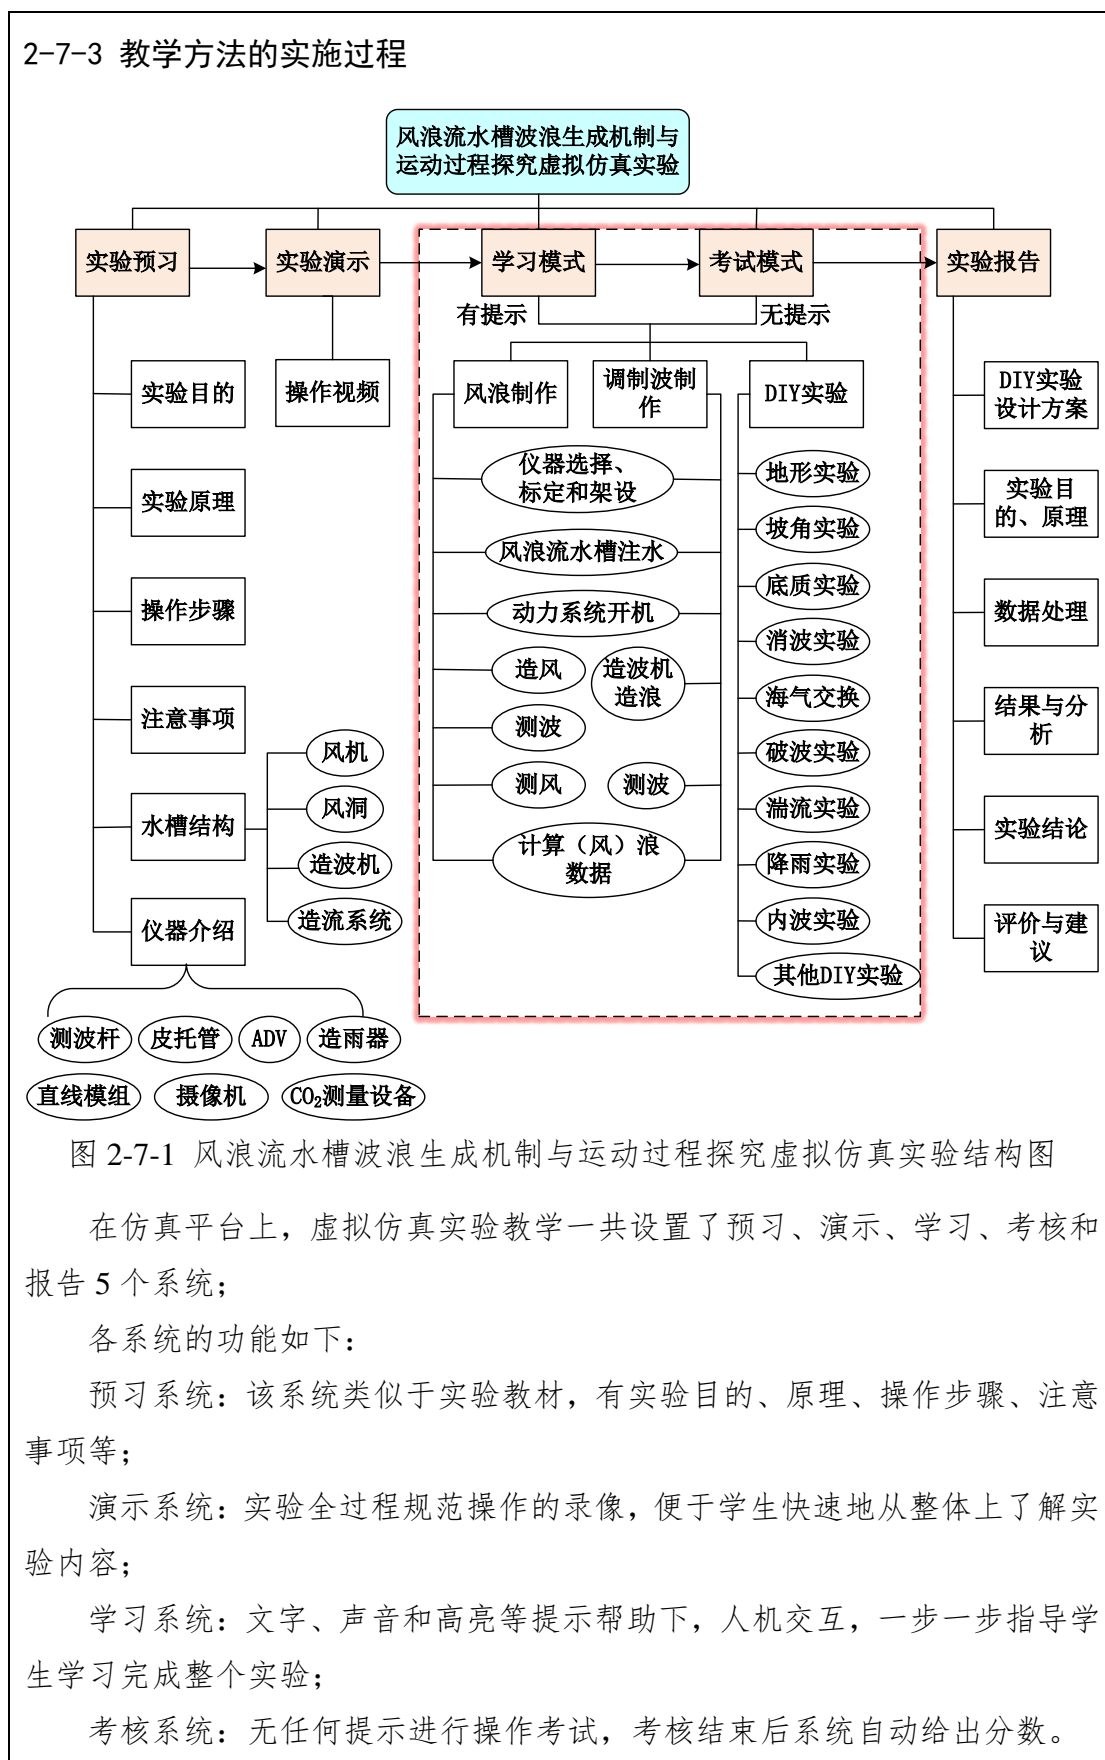 2-7-3 教学方法的实施过程
风浪流水槽波浪生成机制与
运动过程探究虚拟仿真实验
实验预习
实验演示
学习模式
考试模式
实验报告
有提示
无提示
实验目的
实验原理
操作步骤
注意事项
水槽结构
仪器介绍
风机
风洞
造波机
造流系统
测波杆
皮托管
ADV
造雨器
直线模组
摄像机
CO₂测量设备
操作视频
风浪制作
调制波制
作
DIY实验
仪器选择、
标定和架设
风浪流水槽注水
动力系统开机
造风
造波机
造浪
测波
测风
测波
计算（风）浪
数据
地形实验
坡角实验
底质实验
消波实验
海气交换
破波实验
湍流实验
降雨实验
内波实验
其他DIY实验
DIY实验
设计方案
实验目
的、原理
数据处理
结果与分
析
实验结论
评价与建
议
图 2-7-1 风浪流水槽波浪生成机制与运动过程探究虚拟仿真实验结构图
在仿真平台上，虚拟仿真实验教学一共设置了预习、演示、学习、考核和
报告 5 个系统；
各系统的功能如下：
预习系统：该系统类似于实验教材，有实验目的、原理、操作步骤、注意
事项等；
演示系统：实验全过程规范操作的录像，便于学生快速地从整体上了解实
验内容；
学习系统：文字、声音和高亮等提示帮助下，人机交互，一步一步指导学
生学习完成整个实验；
考核系统：无任何提示进行操作考试，考核结束后系统自动给出分数。